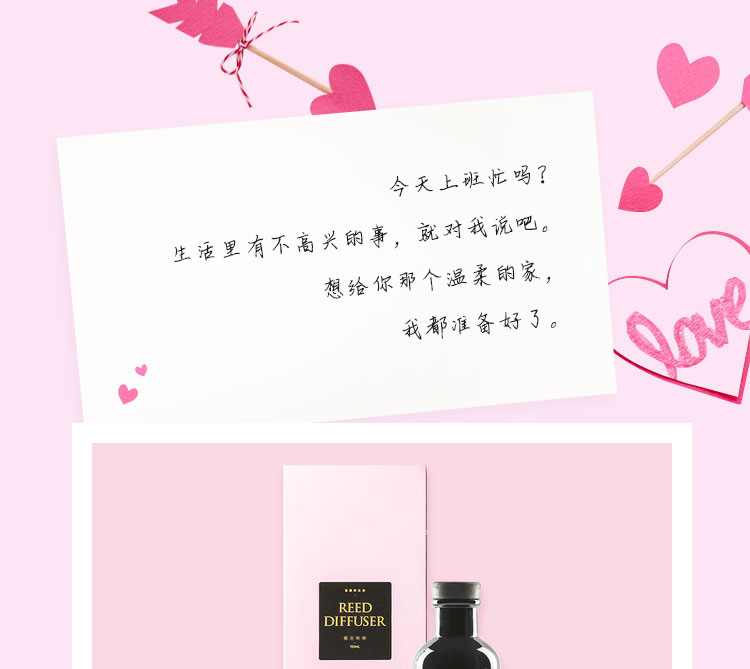 今天上班忙吗？
生活里有不高兴的事，就对我说吧。
想给你那个温柔的家，
我都准备好了。
love
REED
DIFFUSER
150ML